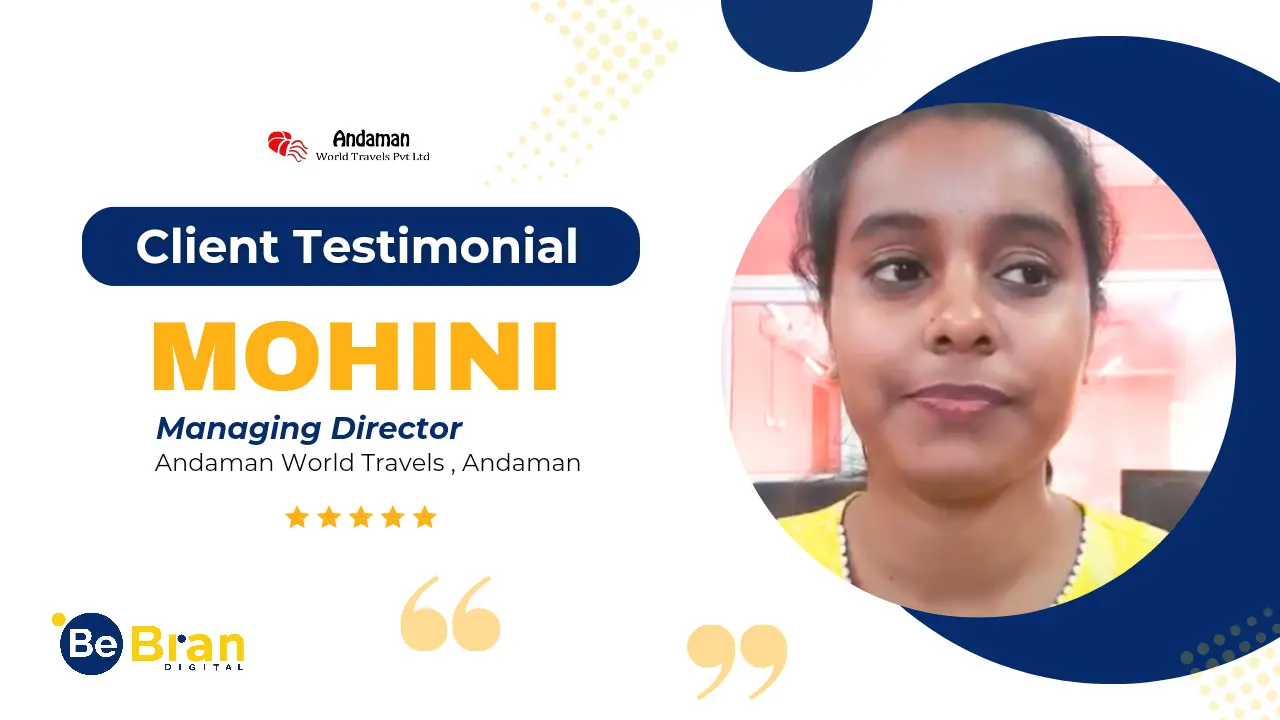 Andaman
World Travels Pvt Ltd
Client Testimonial
MOHINI
Managing Director
Andaman World Travels , Andaman
“
”
Be Bran
DIGITAL